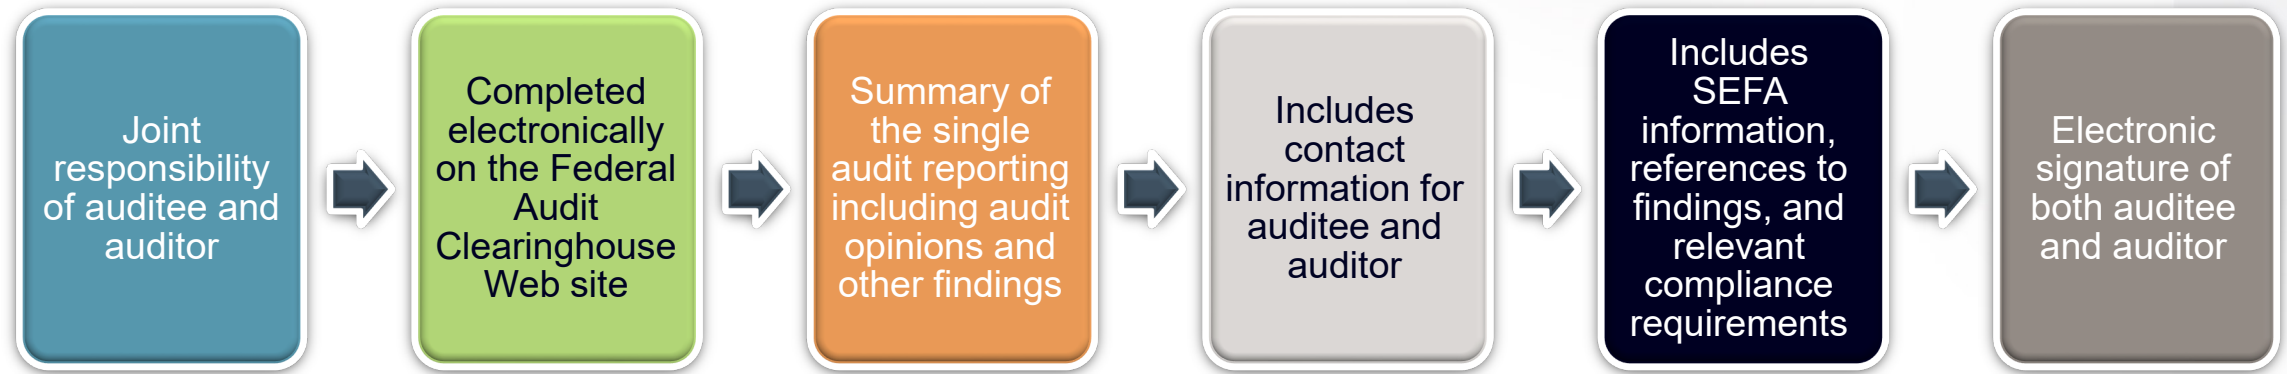 Joint
responsibility
of auditee and
auditor
Completed
electronically
on the Federal
Audit
Clearinghouse
Web site
Summary of
the single
audit reporting
including audit
opinions and
other findings
Includes
contact
information for
auditee and
auditor
Includes
SEFA
information,
references to
findings, and
relevant
compliance
requirements
Electronic
signature of
both auditee
and auditor